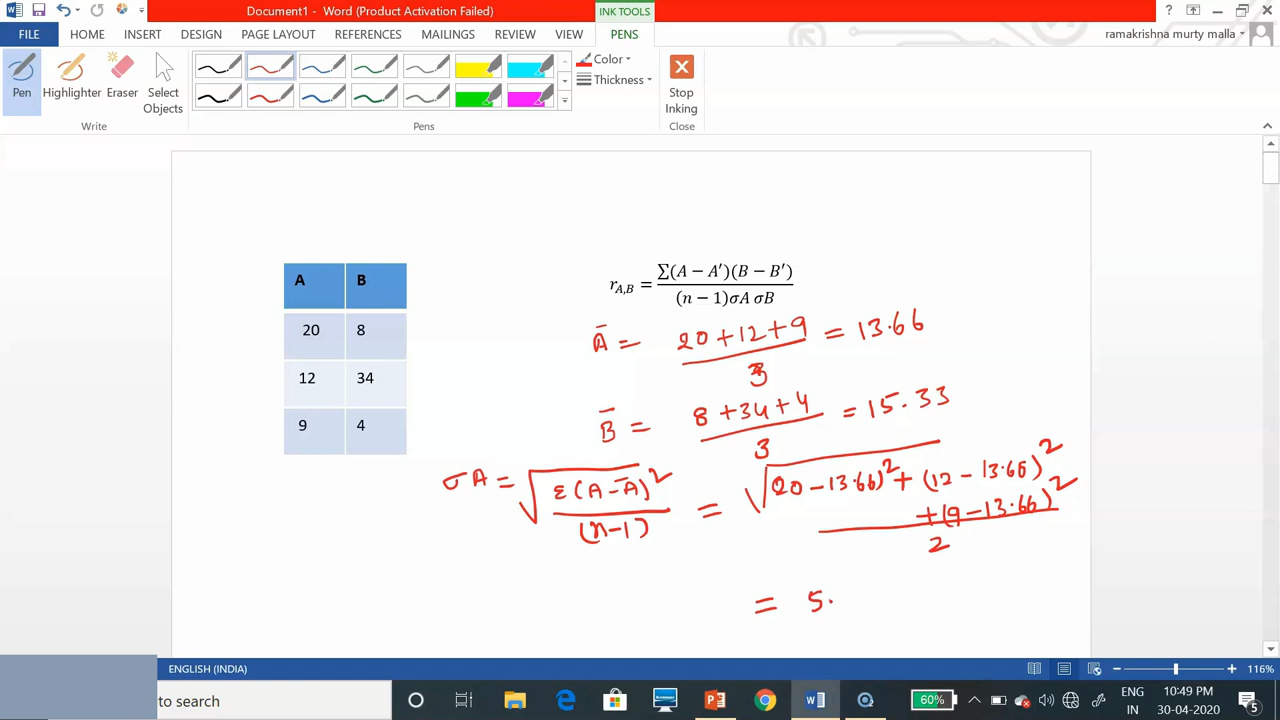 Document1 - Word (Product Activation Failed)
INK TOOLS
?
FILE HOME INSERT DESIGN PAGE LAYOUT REFERENCES MAILINGS REVIEW VIEW PENS
ramakrishna murty malla
Pen Highlighter Eraser Select Objects
Color
Thickness
Stop Inking
Write Pens Close
A B
20 8
12 34
9 4
r_{A,B} = ∑(A − A′)(B − B′) / (n − 1)σA σB
Ā = 20+12+9 / 3 = 13.66
B̄ = 8+34+4 / 3 = 15.33
σA = √(Σ(A-Ā)² / (n-1)) = √20-13.66)² + (12-13.66)² + (9-13.66)² / 2
= 5.
ENGLISH (INDIA)
116%
to search
60%
ENG
IN
10:49 PM
30-04-2020
5